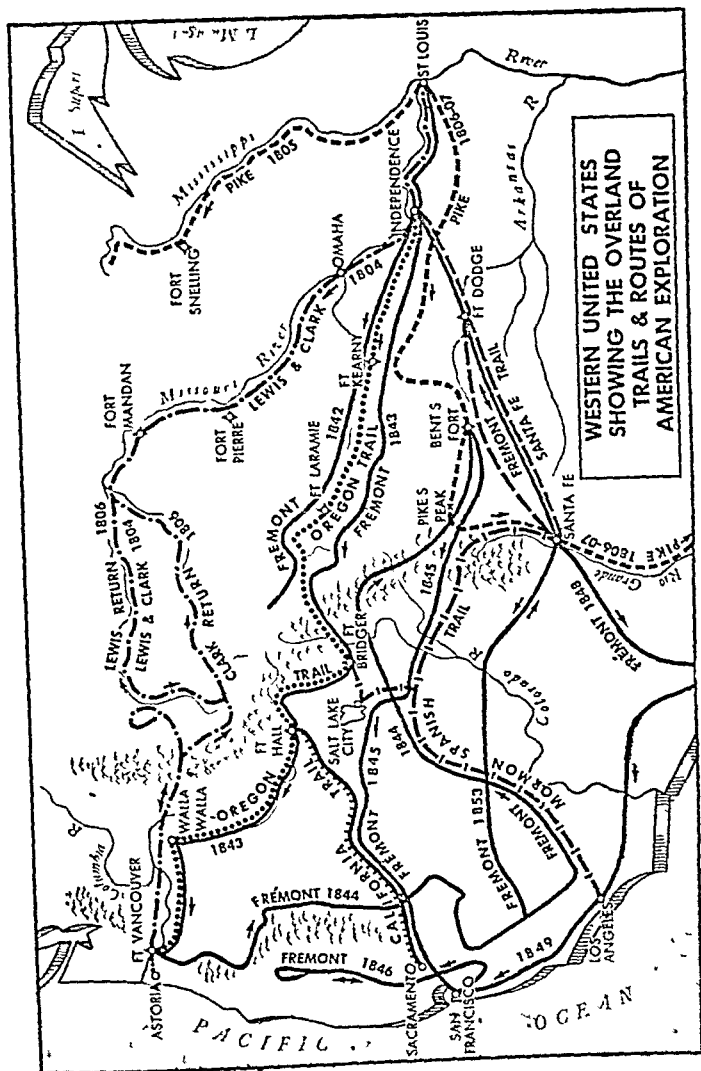 WESTERN UNITED STATES
SHOWING THE OVERLAND
TRAILS & ROUTES OF
AMERICAN EXPLORATION
PACIFIC
OCEAN
ASTORIA
FT VANCOUVER
WALLA
WALLA
R
OREGON
1843
FREMONT 1844
FREMONT
1846
SACRAMENTO
SAN
FRANCISCO
1849
LOS
ANGELES
CALIFORNIA
TRAIL
FREMONT
1845
FT
HALL
TRAIL
SALT LAKE
CITY
FT
BRIDGER
1844
SPANISH
TRAIL
MORMON
FREMONT
FREMONT
1853
Colorado
R
1845
LEWIS RETURN 1806
LEWIS & CLARK 1804
CLARK RETURN 1806
FORT
MANDAN
Missouri River
FORT
PIERRE
LEWIS & CLARK 1804
OMAHA
FORT
SNELLING
Mississippi
PIKE 1805
L
INDEPENDENCE
ST LOUIS
River
1806-07
PIKE
FREMONT
1842
FT LARAMIE
OREGON TRAIL
FT
KEARNY
FREMONT
1843
PIKE'S
PEAK
BENT'S
FORT
FT DODGE
FREMONT
SANTA FE TRAIL
Arkansas
R
SANTA FE
Rio
Grande
PIKE 1806-07
FREMONT 1848